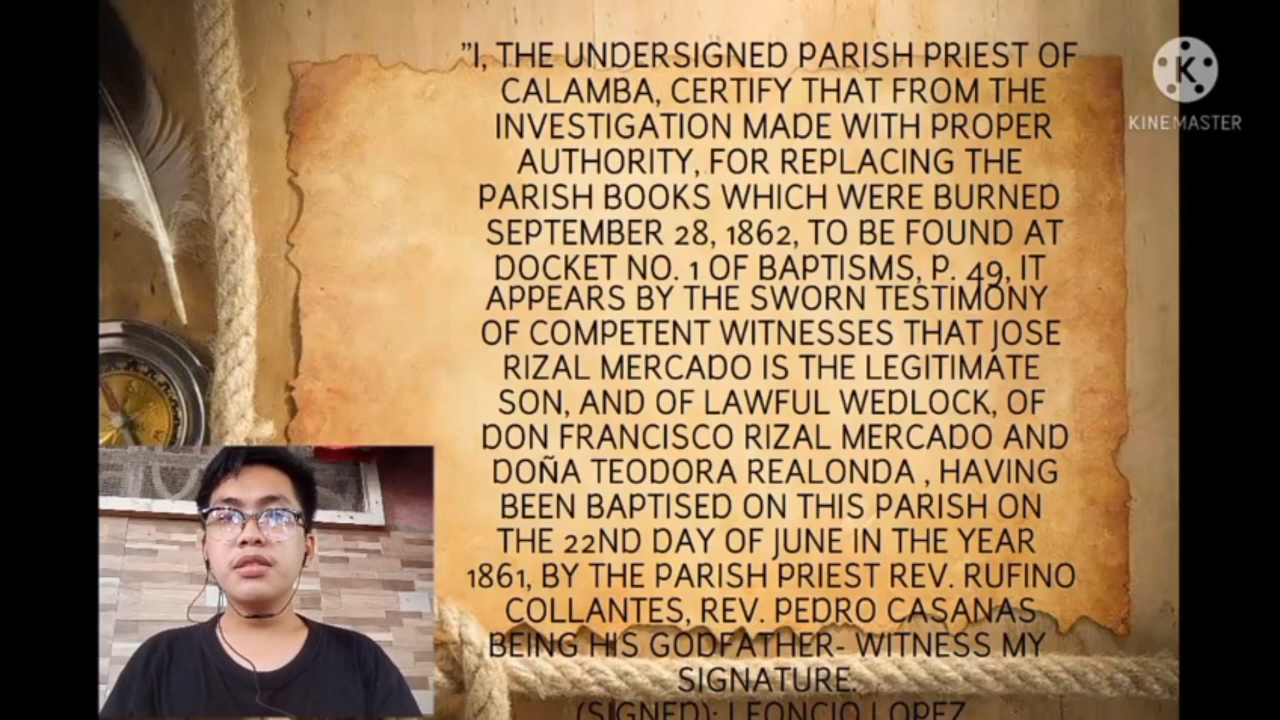 "I, THE UNDERSIGNED PARISH PRIEST OF
CALAMBA, CERTIFY THAT FROM THE
INVESTIGATION MADE WITH PROPER
AUTHORITY, FOR REPLACING THE
PARISH BOOKS WHICH WERE BURNED
SEPTEMBER 28, 1862, TO BE FOUND AT
DOCKET NO. 1 OF BAPTISMS, P. 49, IT
APPEARS BY THE SWORN TESTIMONY
OF COMPETENT WITNESSES THAT JOSE
RIZAL MERCADO IS THE LEGITIMATE
SON, AND OF LAWFUL WEDLOCK, OF
DON FRANCISCO RIZAL MERCADO AND
DOÑA TEODORA REALONDA , HAVING
BEEN BAPTISED ON THIS PARISH ON
THE 22ND DAY OF JUNE IN THE YEAR
1861, BY THE PARISH PRIEST REV. RUFINO
COLLANTES, REV. PEDRO CASANAS
BEING HIS GODFATHER- WITNESS MY
SIGNATURE.
(SIGNED): LEONCIO LOPEZ
K
KINEMASTER